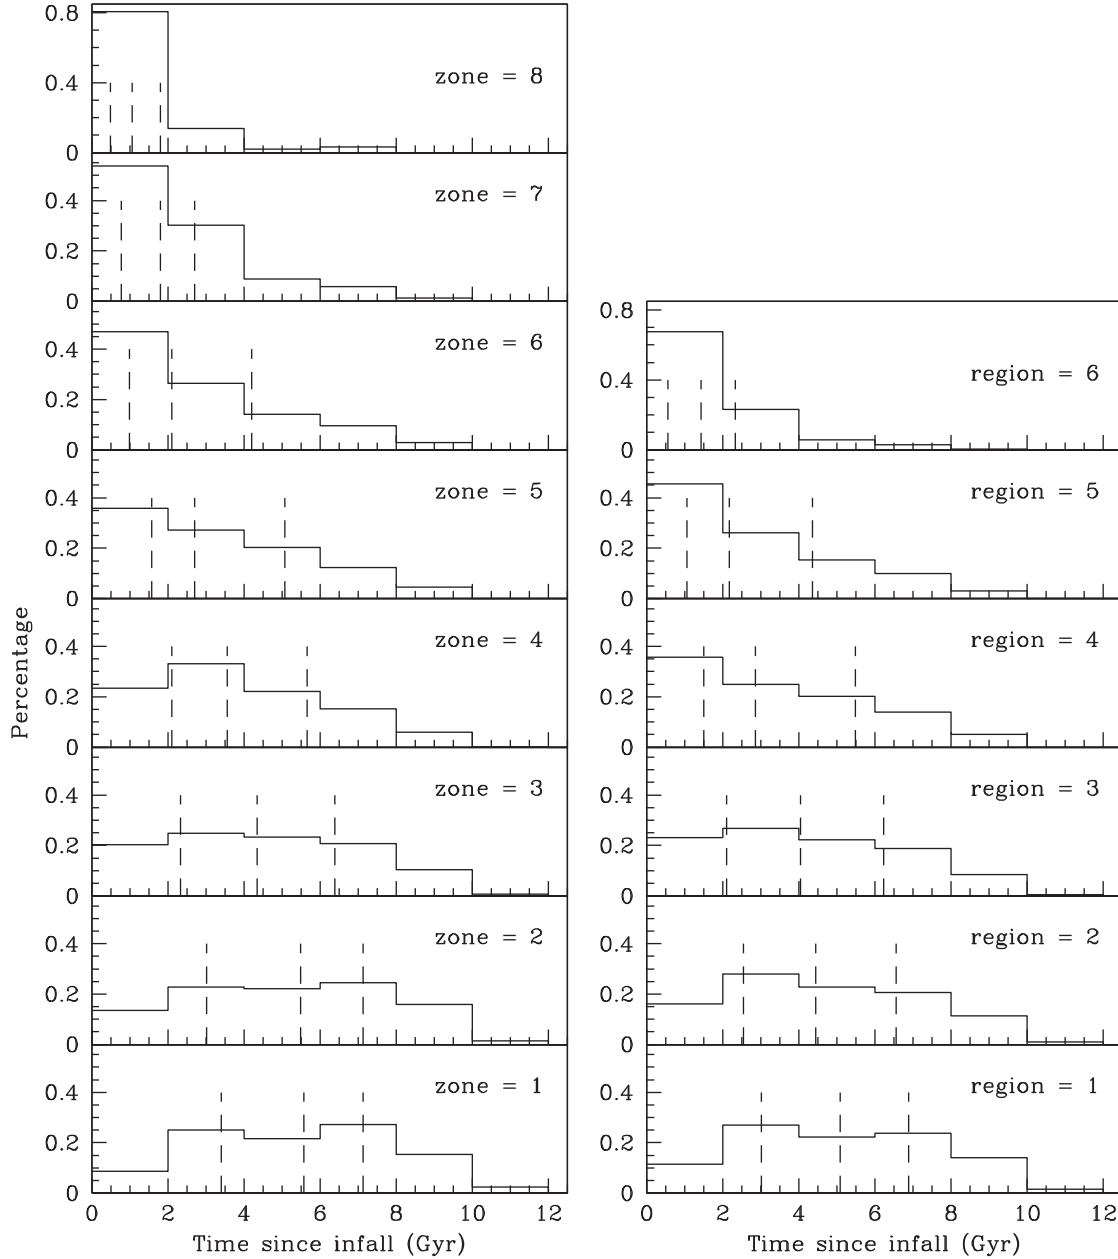 0.8
0.4
0
zone = 8
0.4
0.2
0
zone = 7
0.4
0.2
0
zone = 6
0.4
0.2
0
zone = 5
0.4
0.2
0
zone = 4
0.4
0.2
0
zone = 3
0.4
0.2
0
zone = 2
0.4
0.2
0
zone = 1
0 2 4 6 8 10 12
Time since infall (Gyr)
Percentage
0.8
0.4
0
region = 6
0.4
0.2
0
region = 5
0.4
0.2
0
region = 4
0.4
0.2
0
region = 3
0.4
0.2
0
region = 2
0.4
0.2
0
region = 1
0 2 4 6 8 10 12
Time since infall (Gyr)